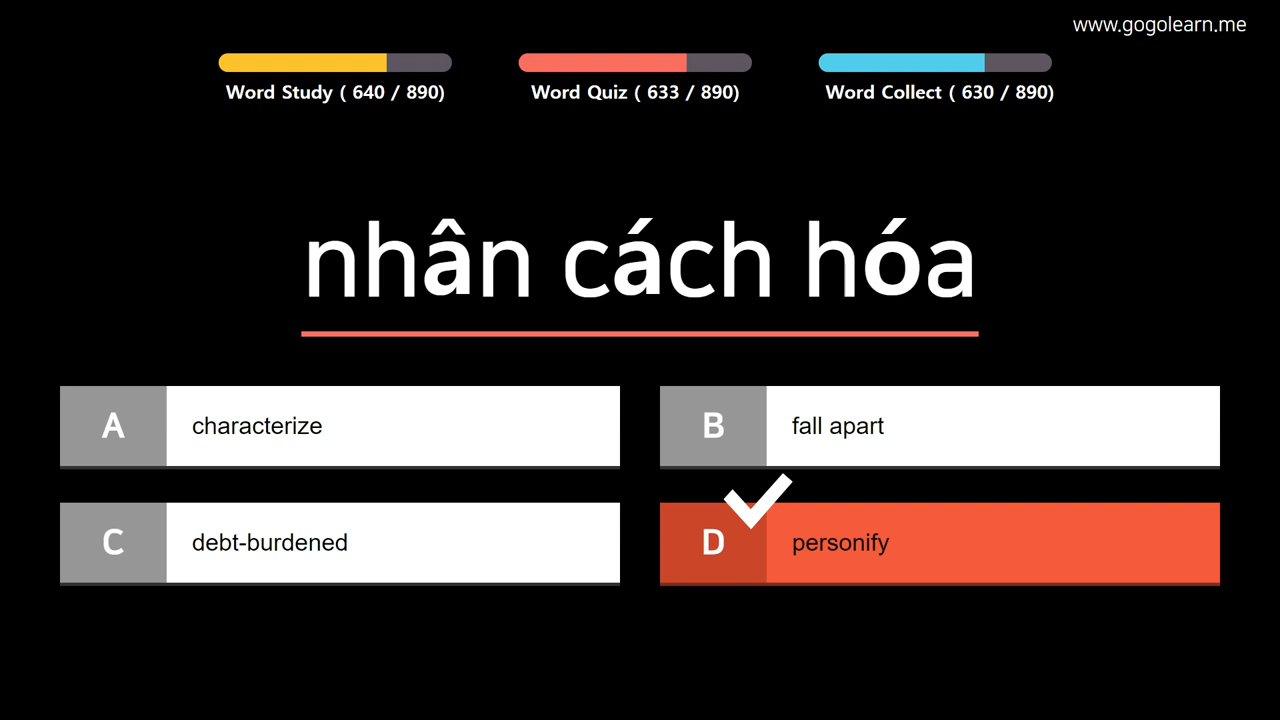 www.gogolearn.me
Word Study ( 640 / 890)
Word Quiz ( 633 / 890)
Word Collect ( 630 / 890)
nhân cách hóa
A characterize
B fall apart
C debt-burdened
D personify